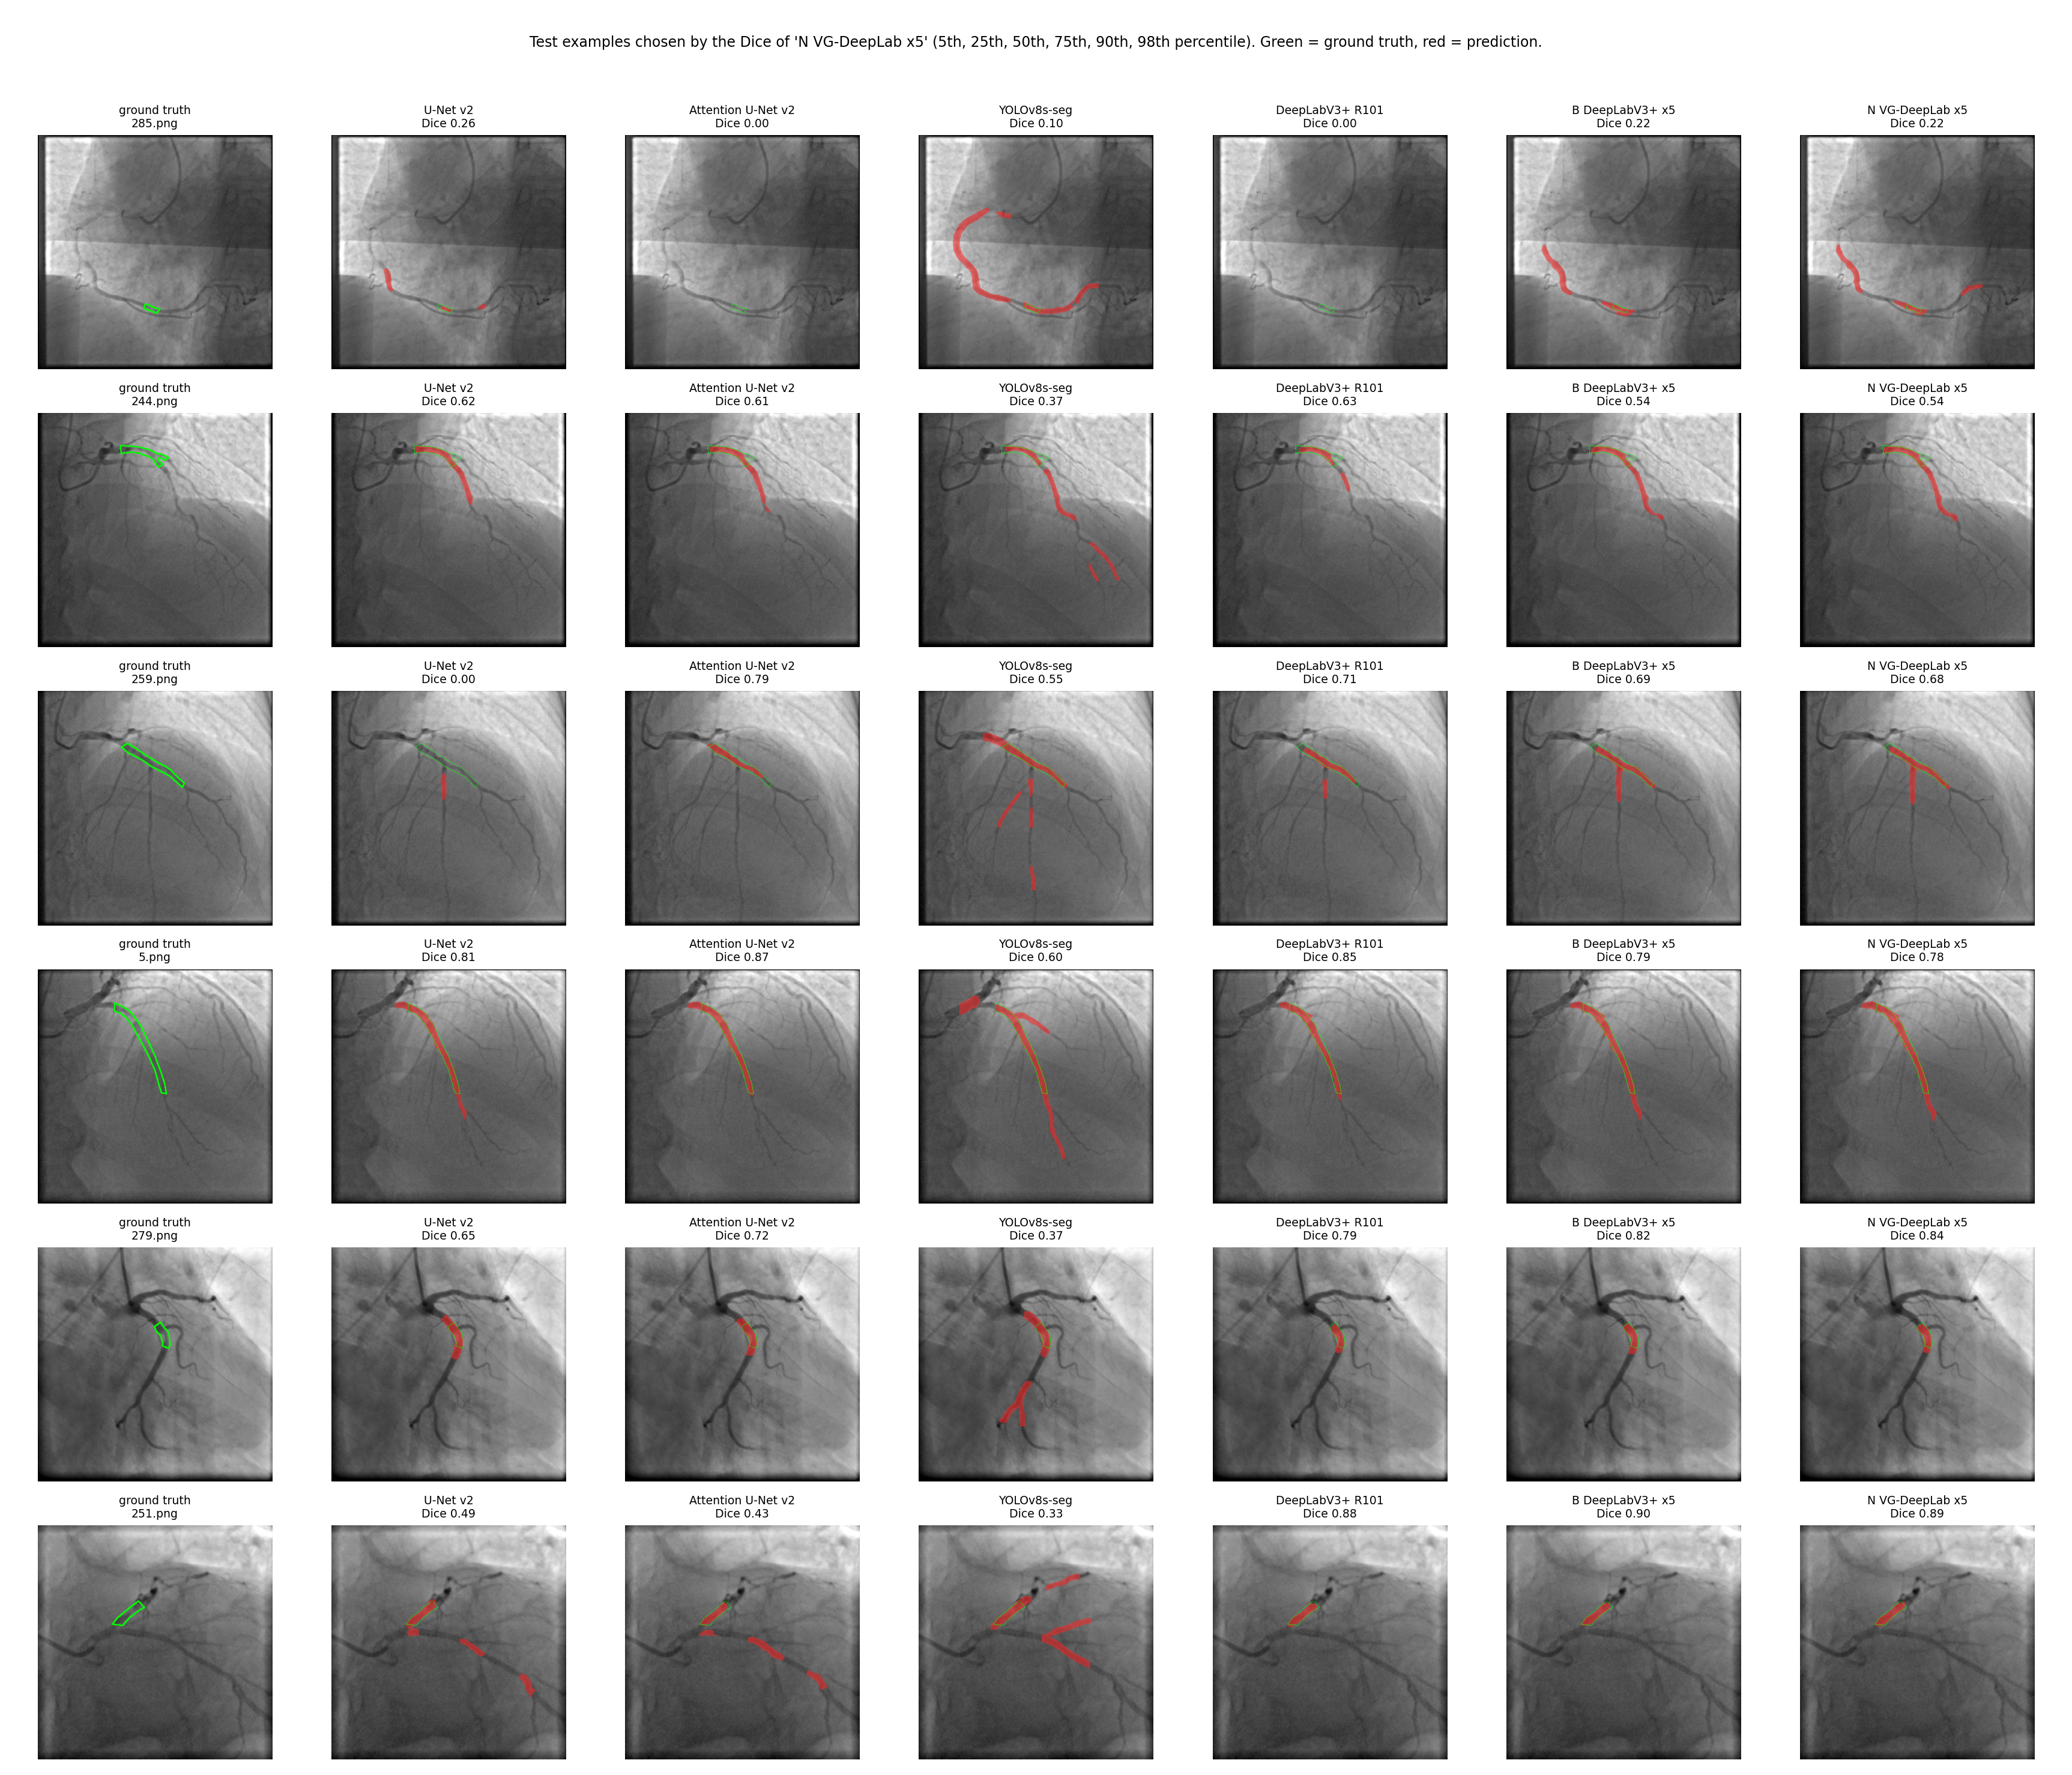 Test examples chosen by the Dice of 'N VG-DeepLab x5' (5th, 25th, 50th, 75th, 90th, 98th percentile). Green = ground truth, red = prediction.
ground truth
285.png
U-Net v2
Dice 0.26
Attention U-Net v2
Dice 0.00
YOLOv8s-seg
Dice 0.10
DeepLabV3+ R101
Dice 0.00
B DeepLabV3+ x5
Dice 0.22
N VG-DeepLab x5
Dice 0.22
ground truth
244.png
U-Net v2
Dice 0.62
Attention U-Net v2
Dice 0.61
YOLOv8s-seg
Dice 0.37
DeepLabV3+ R101
Dice 0.63
B DeepLabV3+ x5
Dice 0.54
N VG-DeepLab x5
Dice 0.54
ground truth
259.png
U-Net v2
Dice 0.00
Attention U-Net v2
Dice 0.79
YOLOv8s-seg
Dice 0.55
DeepLabV3+ R101
Dice 0.71
B DeepLabV3+ x5
Dice 0.69
N VG-DeepLab x5
Dice 0.68
ground truth
5.png
U-Net v2
Dice 0.81
Attention U-Net v2
Dice 0.87
YOLOv8s-seg
Dice 0.60
DeepLabV3+ R101
Dice 0.85
B DeepLabV3+ x5
Dice 0.79
N VG-DeepLab x5
Dice 0.78
ground truth
279.png
U-Net v2
Dice 0.65
Attention U-Net v2
Dice 0.72
YOLOv8s-seg
Dice 0.37
DeepLabV3+ R101
Dice 0.79
B DeepLabV3+ x5
Dice 0.82
N VG-DeepLab x5
Dice 0.84
ground truth
251.png
U-Net v2
Dice 0.49
Attention U-Net v2
Dice 0.43
YOLOv8s-seg
Dice 0.33
DeepLabV3+ R101
Dice 0.88
B DeepLabV3+ x5
Dice 0.90
N VG-DeepLab x5
Dice 0.89